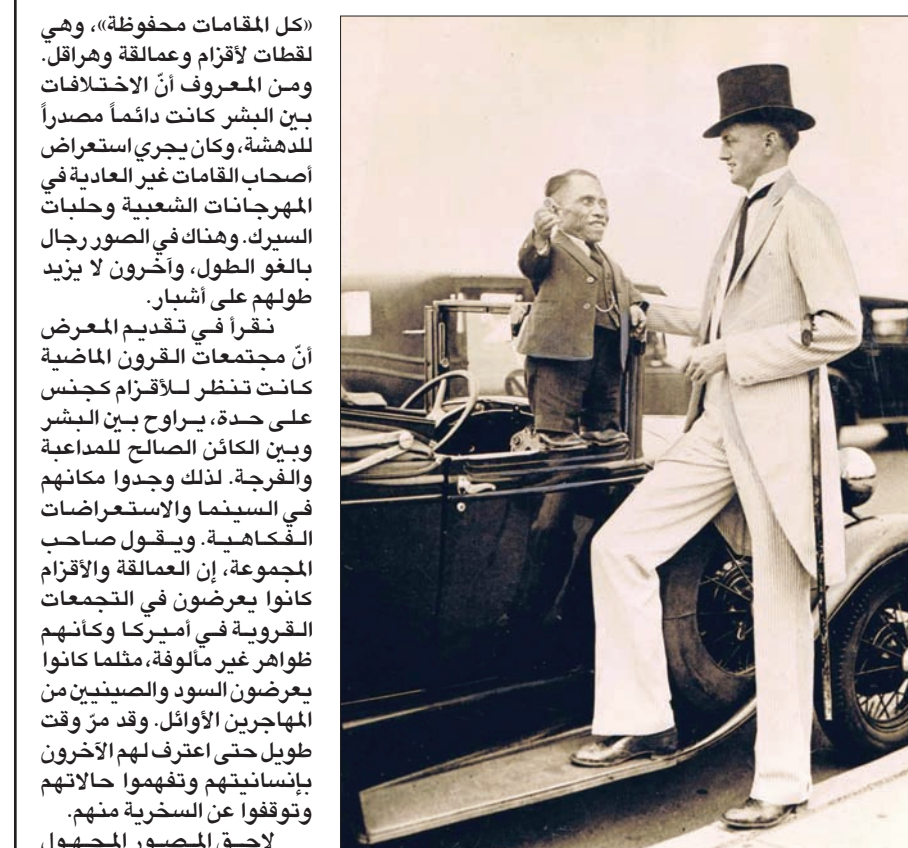 «كل المقامات محفوظة»، وهي
لقطات لأقزام وعمالقة وهراقل.
ومن المعروف أنّ الاختلافات
بين البشر كانت دائماً مصدراً
للدهشة، وكان يجري استعراض
أصحاب القامات غير العادية في
المهرجانات الشعبية وحلبات
السيرك. وهناك في الصور رجال
بالغو الطول، وآخرون لا يزيد
طولهم على أشبار.
نقرأ في تقديم المعرض
أنّ مجتمعات القرون الماضية
كانت تنظر للأقزام كجنس
على حدة، يراوح بين البشر
وبين الكائن الصالح للمداعبة
والفرجة. لذلك وجدوا مكانهم
في السينما والاستعراضات
الفكاهية. ويقول صاحب
المجموعة، إن العمالقة والأقزام
كانوا يعرضون في التجمعات
القروية في أميركا وكأنهم
ظواهر غير مألوفة، مثلما كانوا
يعرضون السود والصينيين من
المهاجرين الأوائل. وقد مرّ وقت
طويل حتى اعترف لهم الآخرون
بإنسانيتهم وتفهموا حالاتهم
وتوقفوا عن السخرية منهم.
لاحق المصور المجهول